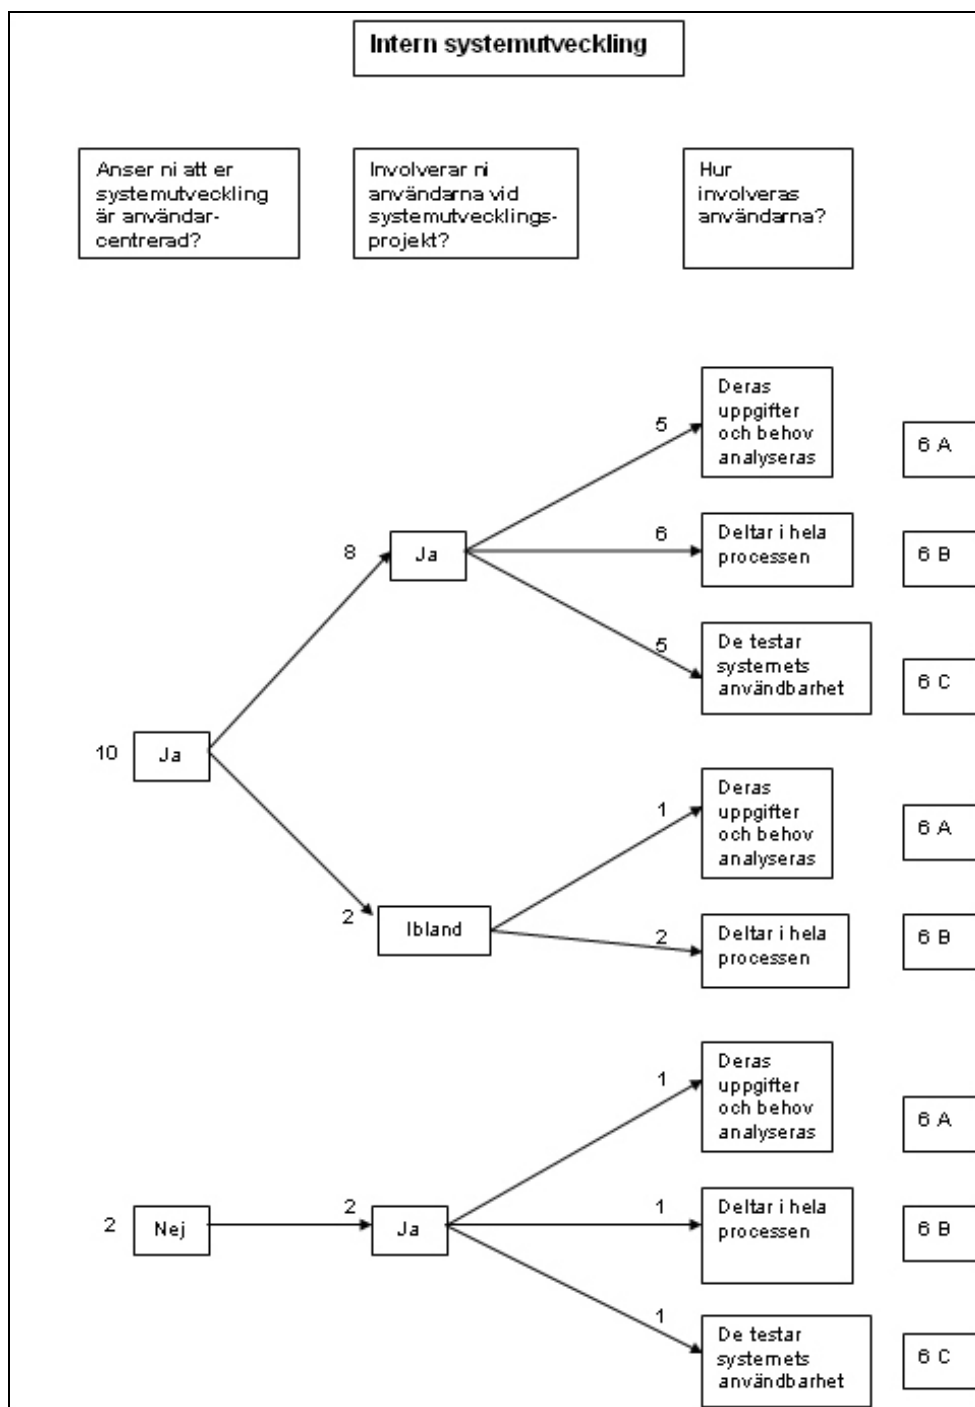 Intern systemutveckling
Anser ni att er
systemutveckling
är användar-
centrerad?
Involverar ni
användarna vid
systemutvecklings-
projekt?
Hur
involveras
användarna?
Deras
uppgifter
och behov
analyseras
5
6 A
8
Ja
6
Deltar i hela
processen
6 B
5
De testar
systemets
användbarhet
6 C
10
Ja
1
Deras
uppgifter
och behov
analyseras
6 A
2
Ibland
2
Deltar i hela
processen
6 B
1
Deras
uppgifter
och behov
analyseras
6 A
2
Nej
2
Ja
1
Deltar i hela
processen
6 B
1
De testar
systemets
användbarhet
6 C